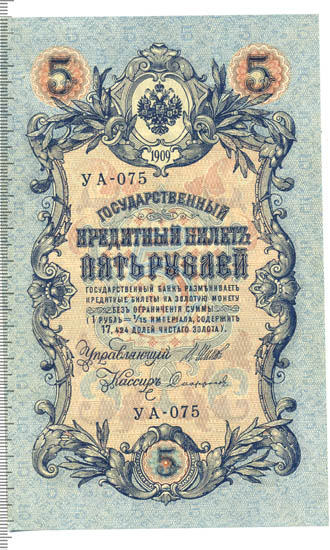 5 5
1909
УА-075
ГОСУДАРСТВЕННЫЙ
КРЕДИТНЫЙ БИЛЕТЪ
ПЯТЬ РУБЛЕЙ
ГОСУДАРСТВЕННЫЙ БАНКЪ РАЗМѢНИВАЕТЪ
КРЕДИТНЫЕ БИЛЕТЫ НА ЗОЛОТУЮ МОНЕТУ
БЕЗЪ ОГРАНИЧЕНІЯ СУММЫ
(1 РУБЛЬ = 1/15 ИМПЕРІАЛА, СОДЕРЖИТЪ
17,424 ДОЛЕЙ ЧИСТАГО ЗОЛОТА).
Управляющій
Кассиръ
УА-075
5